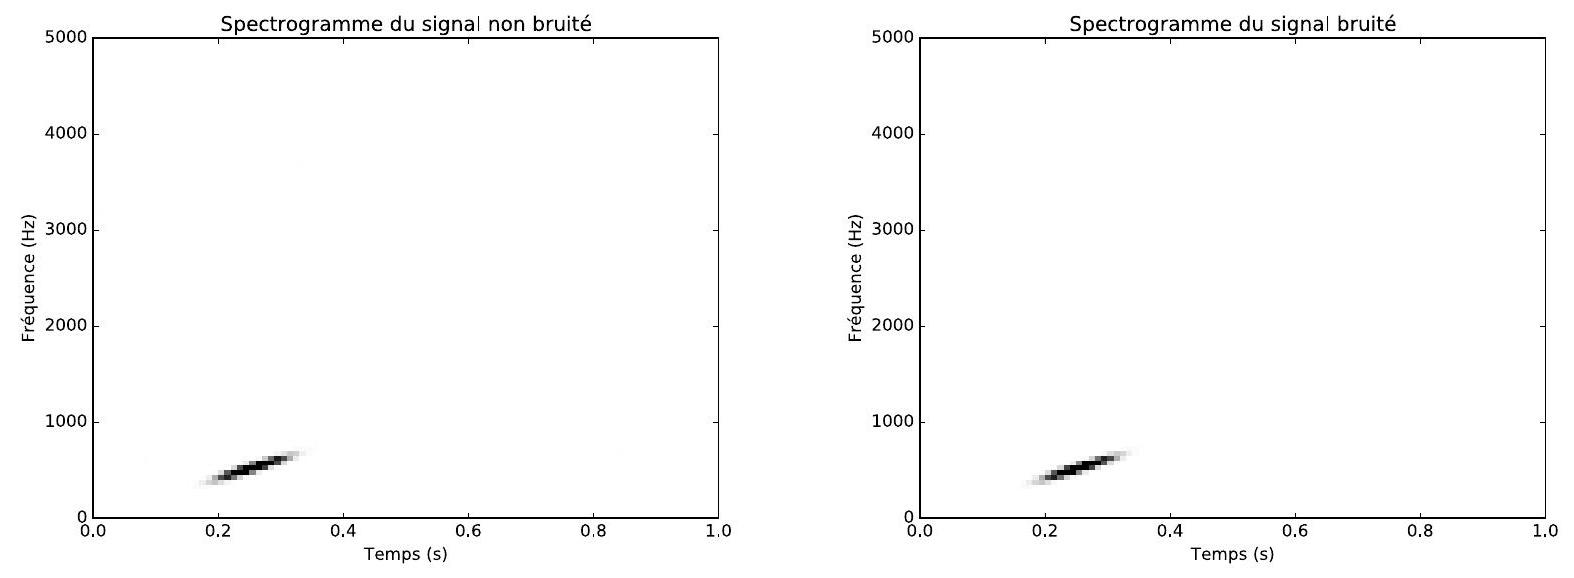 Spectrogramme du signal non bruité
5000
4000
3000
2000
1000
0
Fréquence (Hz)
0.0 0.2 0.4 0.6 0.8 1.0
Temps (s)
Spectrogramme du signal bruité
5000
4000
3000
2000
1000
0
Fréquence (Hz)
0.0 0.2 0.4 0.6 0.8 1.0
Temps (s)